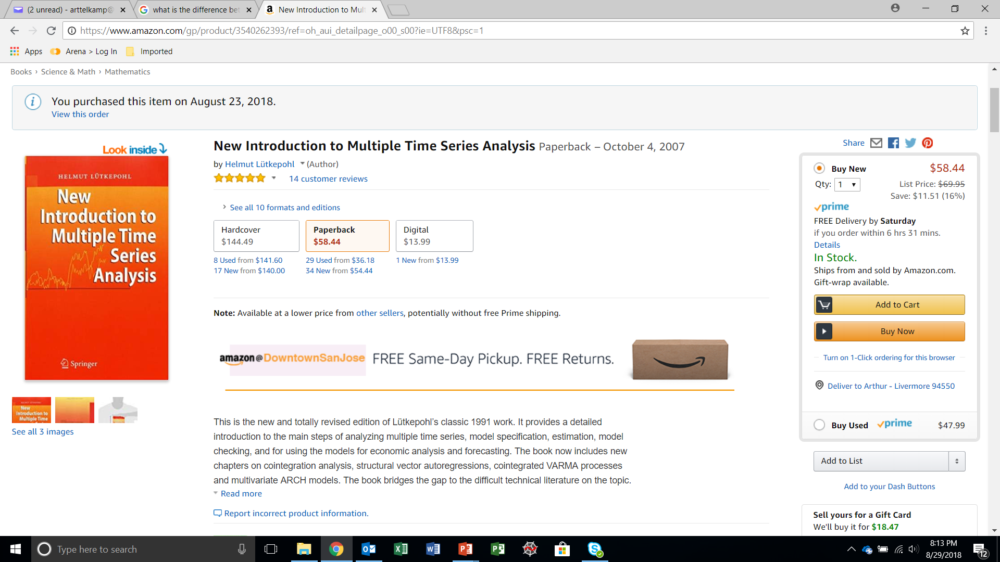 (2 unread) - arttelkamp@
what is the difference bet
New Introduction to Mult
https://www.amazon.com/gp/product/3540262393/ref=oh_aui_detailpage_o00_s00?ie=UTF8&psc=1
Apps
Arena > Log In
Imported
Books › Science & Math › Mathematics
You purchased this item on August 23, 2018.
View this order
Look inside
HELMUT LÜTKEPOHL
New
Introduction to
Multiple Time
Series
Analysis
Springer
New
Introduction to
Multiple Time
See all 3 images
New Introduction to Multiple Time Series Analysis Paperback – October 4, 2007
by Helmut Lütkepohl (Author)
14 customer reviews
See all 10 formats and editions
Hardcover
$144.49
8 Used from $141.60
17 New from $140.00
Paperback
$58.44
29 Used from $36.18
34 New from $54.44
Digital
$13.99
1 New from $13.99
Note: Available at a lower price from other sellers, potentially without free Prime shipping.
amazon@DowntownSanJose FREE Same-Day Pickup. FREE Returns.
This is the new and totally revised edition of Lütkepohl’s classic 1991 work. It provides a detailed
introduction to the main steps of analyzing multiple time series, model specification, estimation, model
checking, and for using the models for economic analysis and forecasting. The book now includes new
chapters on cointegration analysis, structural vector autoregressions, cointegrated VARMA processes
and multivariate ARCH models. The book bridges the gap to the difficult technical literature on the topic.
Read more
Report incorrect product information.
Share
Buy New $58.44
Qty: 1
List Price: $69.95
Save: $11.51 (16%)
prime
FREE Delivery by Saturday
if you order within 6 hrs 31 mins.
Details
In Stock.
Ships from and sold by Amazon.com.
Gift-wrap available.
Add to Cart
Buy Now
Turn on 1-Click ordering for this browser
Deliver to Arthur - Livermore 94550
Buy Used prime $47.99
Add to List
Add to your Dash Buttons
Sell yours for a Gift Card
We'll buy it for $18.47
Type here to search
8:13 PM
8/29/2018
12